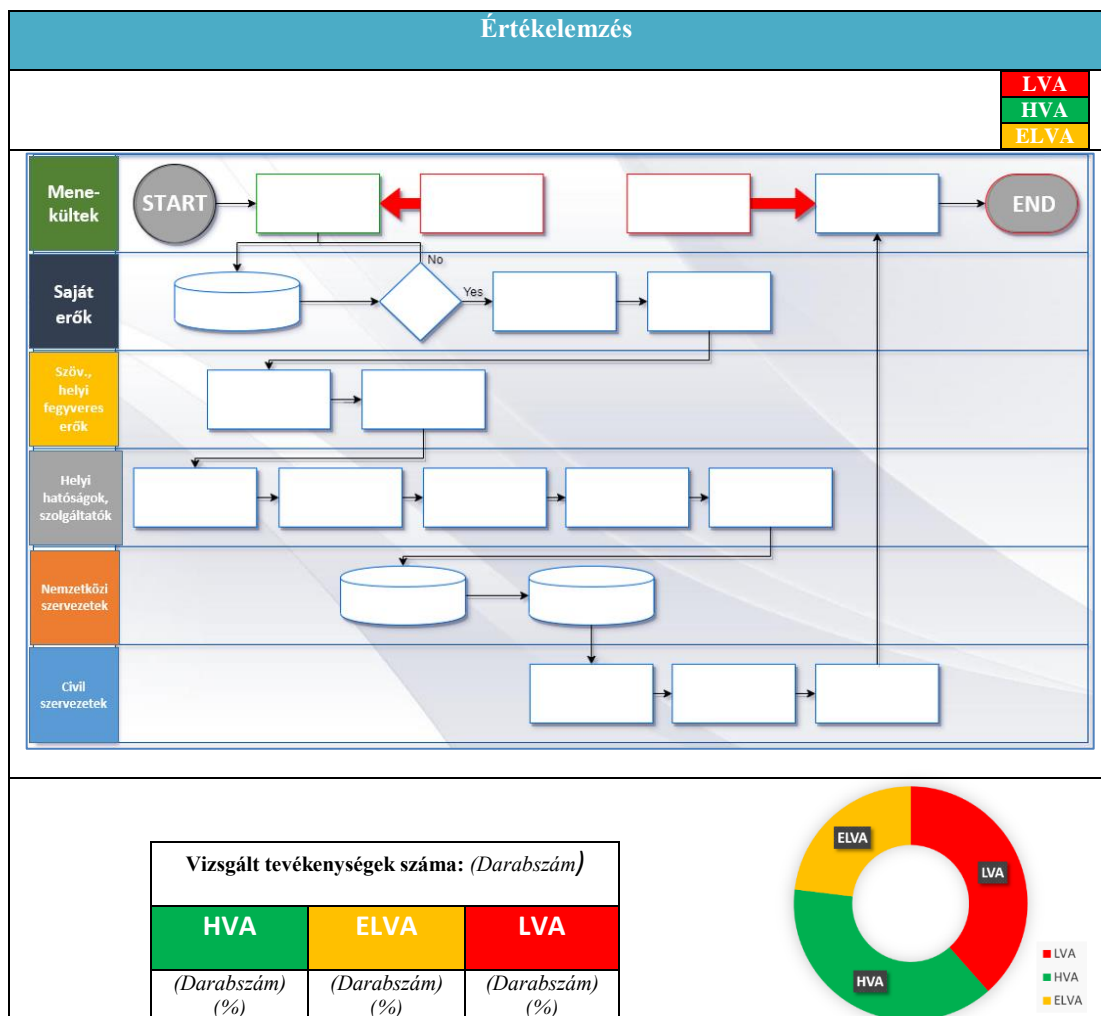 Értékelemzés
LVA
HVA
ELVA
Mene-
kültek
START
END
No
Saját
erők
Yes
Szöv.,
helyi
fegyveres
erők
Helyi
hatóságok,
szolgáltatók
Nemzetközi
szervezetek
Civil
szervezetek
Vizsgált tevékenységek száma: (Darabszám)
HVA ELVA LVA
(Darabszám) (Darabszám) (Darabszám)
(%) (%) (%)
ELVA
LVA
HVA
LVA
HVA
ELVA